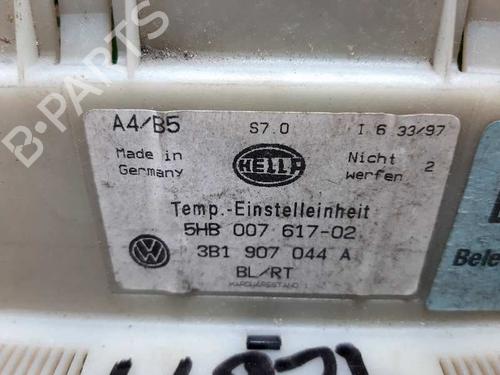 B-PARTS
A4/B5 S7.0 I 6 33/97
Made in Germany
HELLA
Nicht werfen 2
Temp.-Einstelleinheit
5HB 007 617-02
3B1 907 044 A
BL/RT
Bele